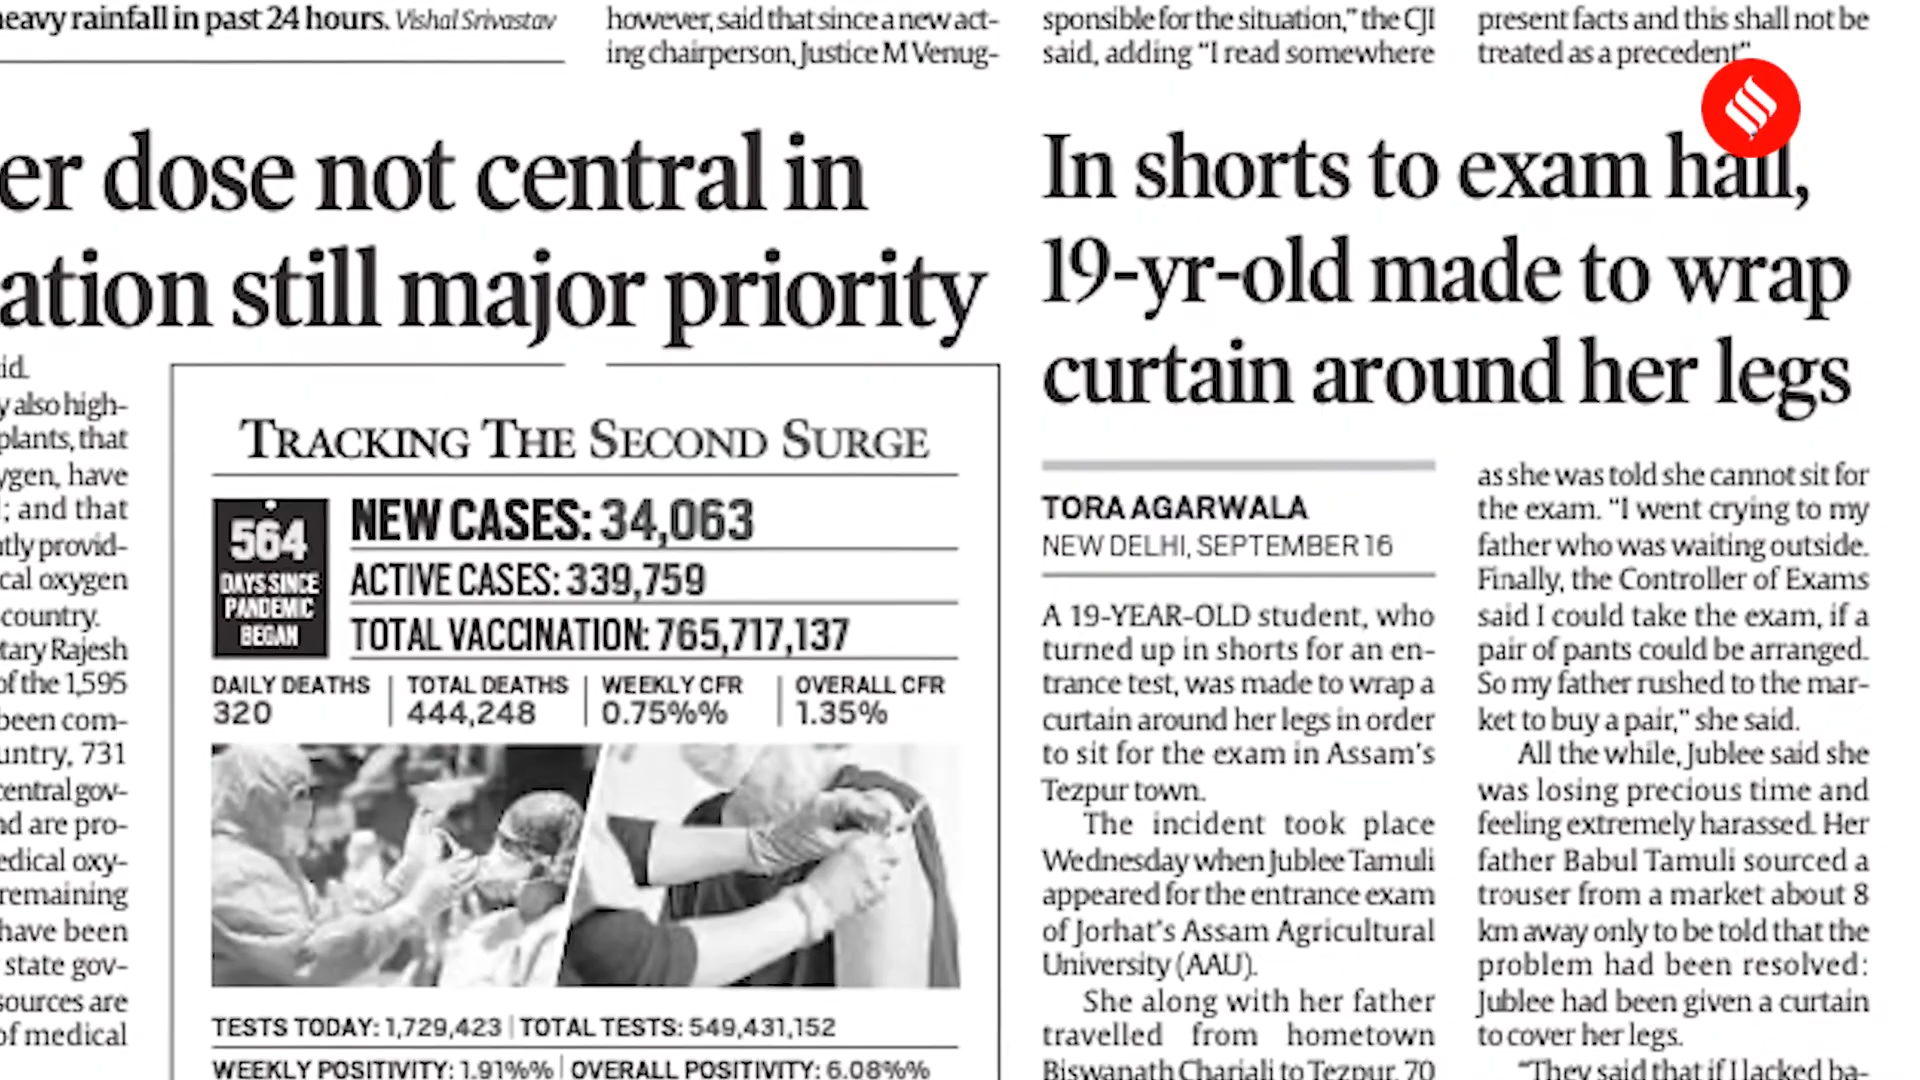 heavy rainfall in past 24 hours. Vishal Srivastav
however, said that since a new act-
ing chairperson, Justice M Venug-
sponsible for the situation,” the CJI
said, adding “I read somewhere
present facts and this shall not be
treated as a precedent”
er dose not central in
ation still major priority
id.
y also high-
plants, that
ygen, have
; and that
ntly provid-
cal oxygen
country.
tary Rajesh
of the 1,595
been com-
untry, 731
central gov-
nd are pro-
edical oxy-
remaining
have been
state gov-
sources are
of medical
TRACKING THE SECOND SURGE
564
DAYS SINCE
PANDEMIC
BEGAN
NEW CASES: 34,063
ACTIVE CASES: 339,759
TOTAL VACCINATION: 765,717,137
DAILY DEATHS
320
TOTAL DEATHS
444,248
WEEKLY CFR
0.75%%
OVERALL CFR
1.35%
TESTS TODAY: 1,729,423 | TOTAL TESTS: 549,431,152
WEEKLY POSITIVITY: 1.91%% | OVERALL POSITIVITY: 6.08%%
In shorts to exam hall,
19-yr-old made to wrap
curtain around her legs
TORA AGARWALA
NEW DELHI, SEPTEMBER 16
A 19-YEAR-OLD student, who
turned up in shorts for an en-
trance test, was made to wrap a
curtain around her legs in order
to sit for the exam in Assam’s
Tezpur town.
The incident took place
Wednesday when Jublee Tamuli
appeared for the entrance exam
of Jorhat’s Assam Agricultural
University (AAU).
She along with her father
travelled from hometown
Biswanath Chariali to Tezpur, 70
as she was told she cannot sit for
the exam. “I went crying to my
father who was waiting outside.
Finally, the Controller of Exams
said I could take the exam, if a
pair of pants could be arranged.
So my father rushed to the mar-
ket to buy a pair,” she said.
All the while, Jublee said she
was losing precious time and
feeling extremely harassed. Her
father Babul Tamuli sourced a
trouser from a market about 8
km away only to be told that the
problem had been resolved:
Jublee had been given a curtain
to cover her legs.
“They said that if I lacked ba-